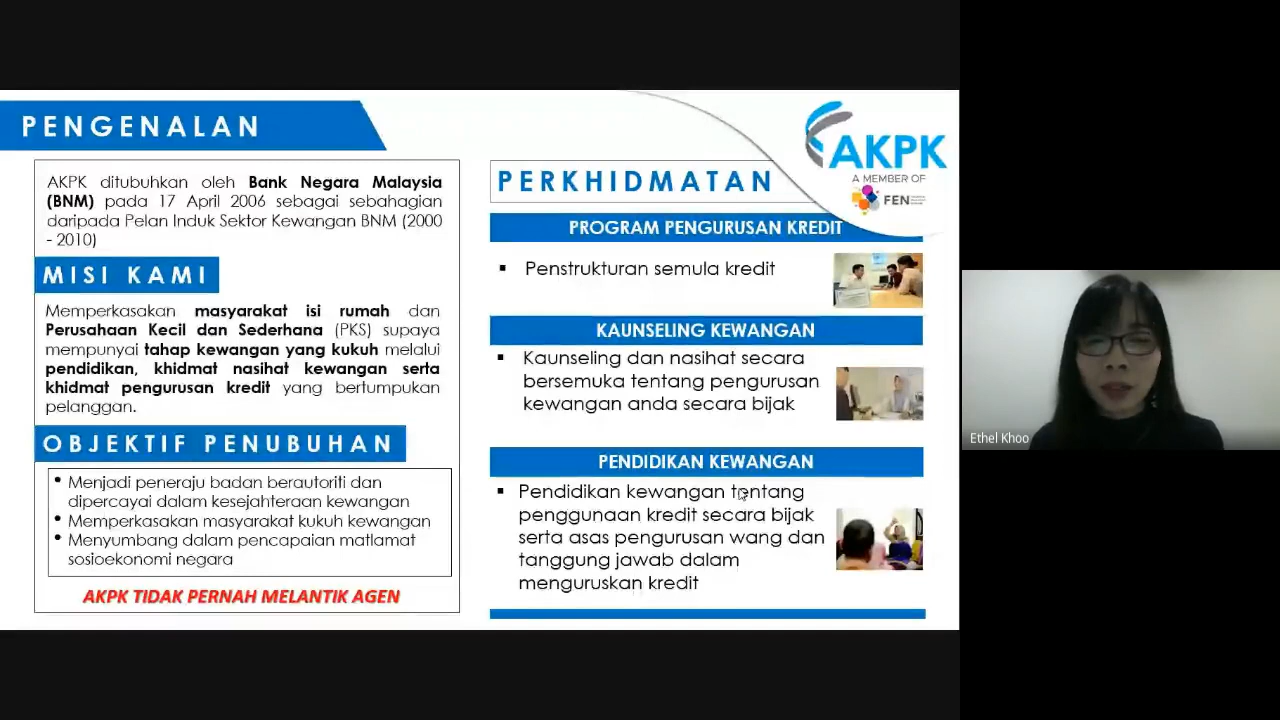 PENGENALAN
AKPK ditubuhkan oleh Bank Negara Malaysia
(BNM) pada 17 April 2006 sebagai sebahagian
daripada Pelan Induk Sektor Kewangan BNM (2000
- 2010)
MISI KAMI
Memperkasakan masyarakat isi rumah dan
Perusahaan Kecil dan Sederhana (PKS) supaya
mempunyai tahap kewangan yang kukuh melalui
pendidikan, khidmat nasihat kewangan serta
khidmat pengurusan kredit yang bertumpukan
pelanggan.
OBJEKTIF PENUBUHAN
• Menjadi peneraju badan berautoriti dan
dipercayai dalam kesejahteraan kewangan
• Memperkasakan masyarakat kukuh kewangan
• Menyumbang dalam pencapaian matlamat
sosioekonomi negara
AKPK TIDAK PERNAH MELANTIK AGEN
AKPK
A MEMBER OF
FEN
PERKHIDMATAN
PROGRAM PENGURUSAN KREDIT
▪ Penstrukturan semula kredit
KAUNSELING KEWANGAN
▪ Kaunseling dan nasihat secara
bersemuka tentang pengurusan
kewangan anda secara bijak
PENDIDIKAN KEWANGAN
▪ Pendidikan kewangan tentang
penggunaan kredit secara bijak
serta asas pengurusan wang dan
tanggung jawab dalam
menguruskan kredit
Ethel Khoo